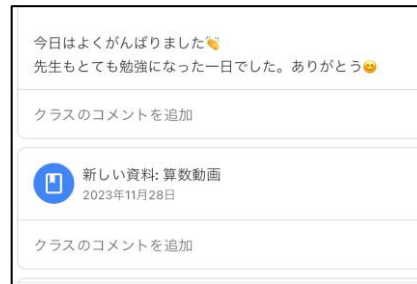 今日はよくがんばりました👏
先生もとても勉強になった一日でした。ありがとう😊
クラスのコメントを追加
新しい資料: 算数動画
2023年11月28日
クラスのコメントを追加